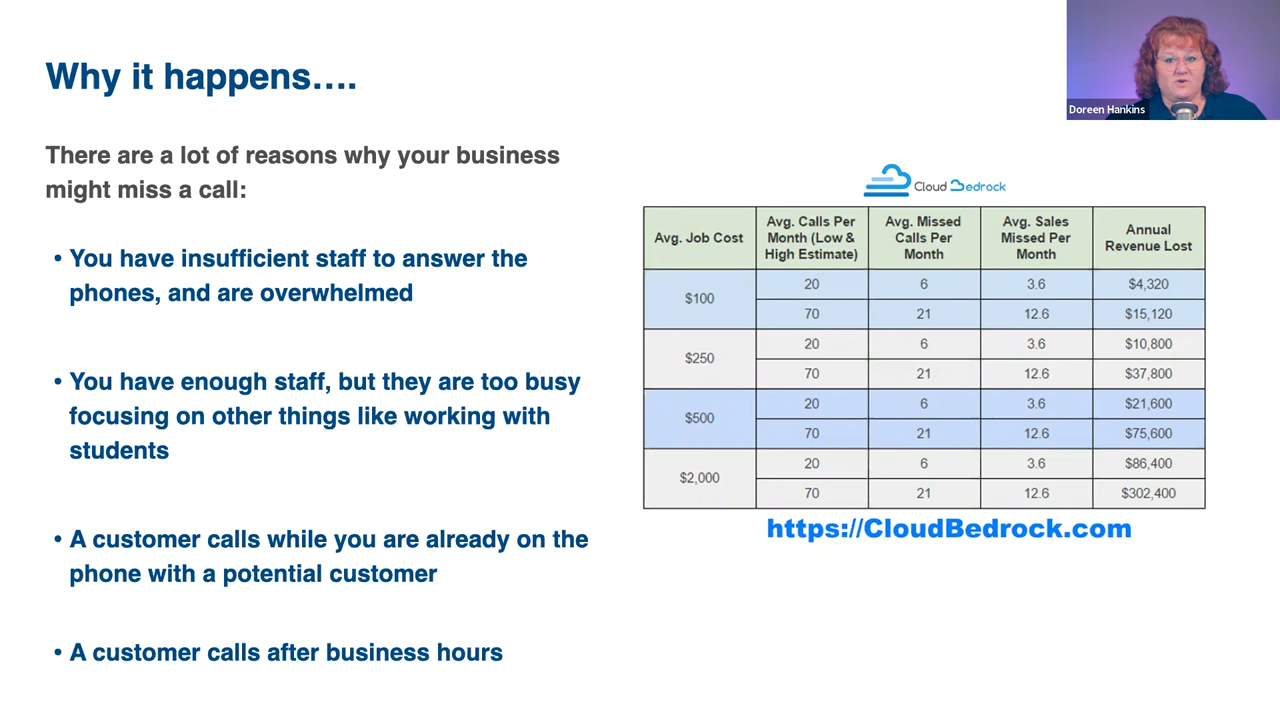 Why it happens....
There are a lot of reasons why your business
might miss a call:
• You have insufficient staff to answer the
phones, and are overwhelmed
• You have enough staff, but they are too busy
focusing on other things like working with
students
• A customer calls while you are already on the
phone with a potential customer
• A customer calls after business hours
Doreen Hankins
Cloud Bedrock
Avg. Job Cost
Avg. Calls Per
Month (Low &
High Estimate)
Avg. Missed
Calls Per
Month
Avg. Sales
Missed Per
Month
Annual
Revenue Lost
$100
20 6 3.6 $4,320
70 21 12.6 $15,120
$250
20 6 3.6 $10,800
70 21 12.6 $37,800
$500
20 6 3.6 $21,600
70 21 12.6 $75,600
$2,000
20 6 3.6 $86,400
70 21 12.6 $302,400
https://CloudBedrock.com